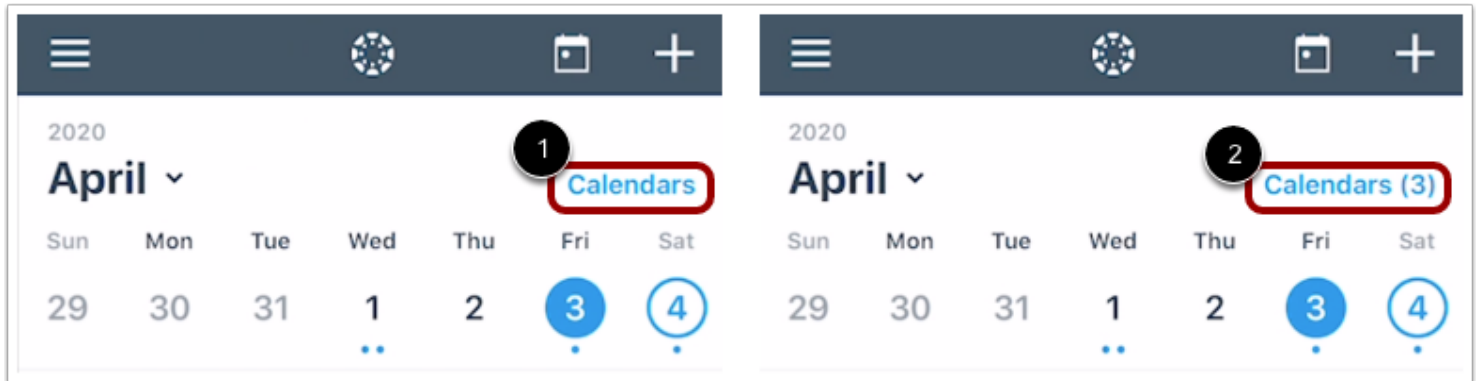 2020
1
April
Calendars
Sun Mon Tue Wed Thu Fri Sat
29 30 31 1 2 3 4
2020
2
April
Calendars (3)
Sun Mon Tue Wed Thu Fri Sat
29 30 31 1 2 3 4